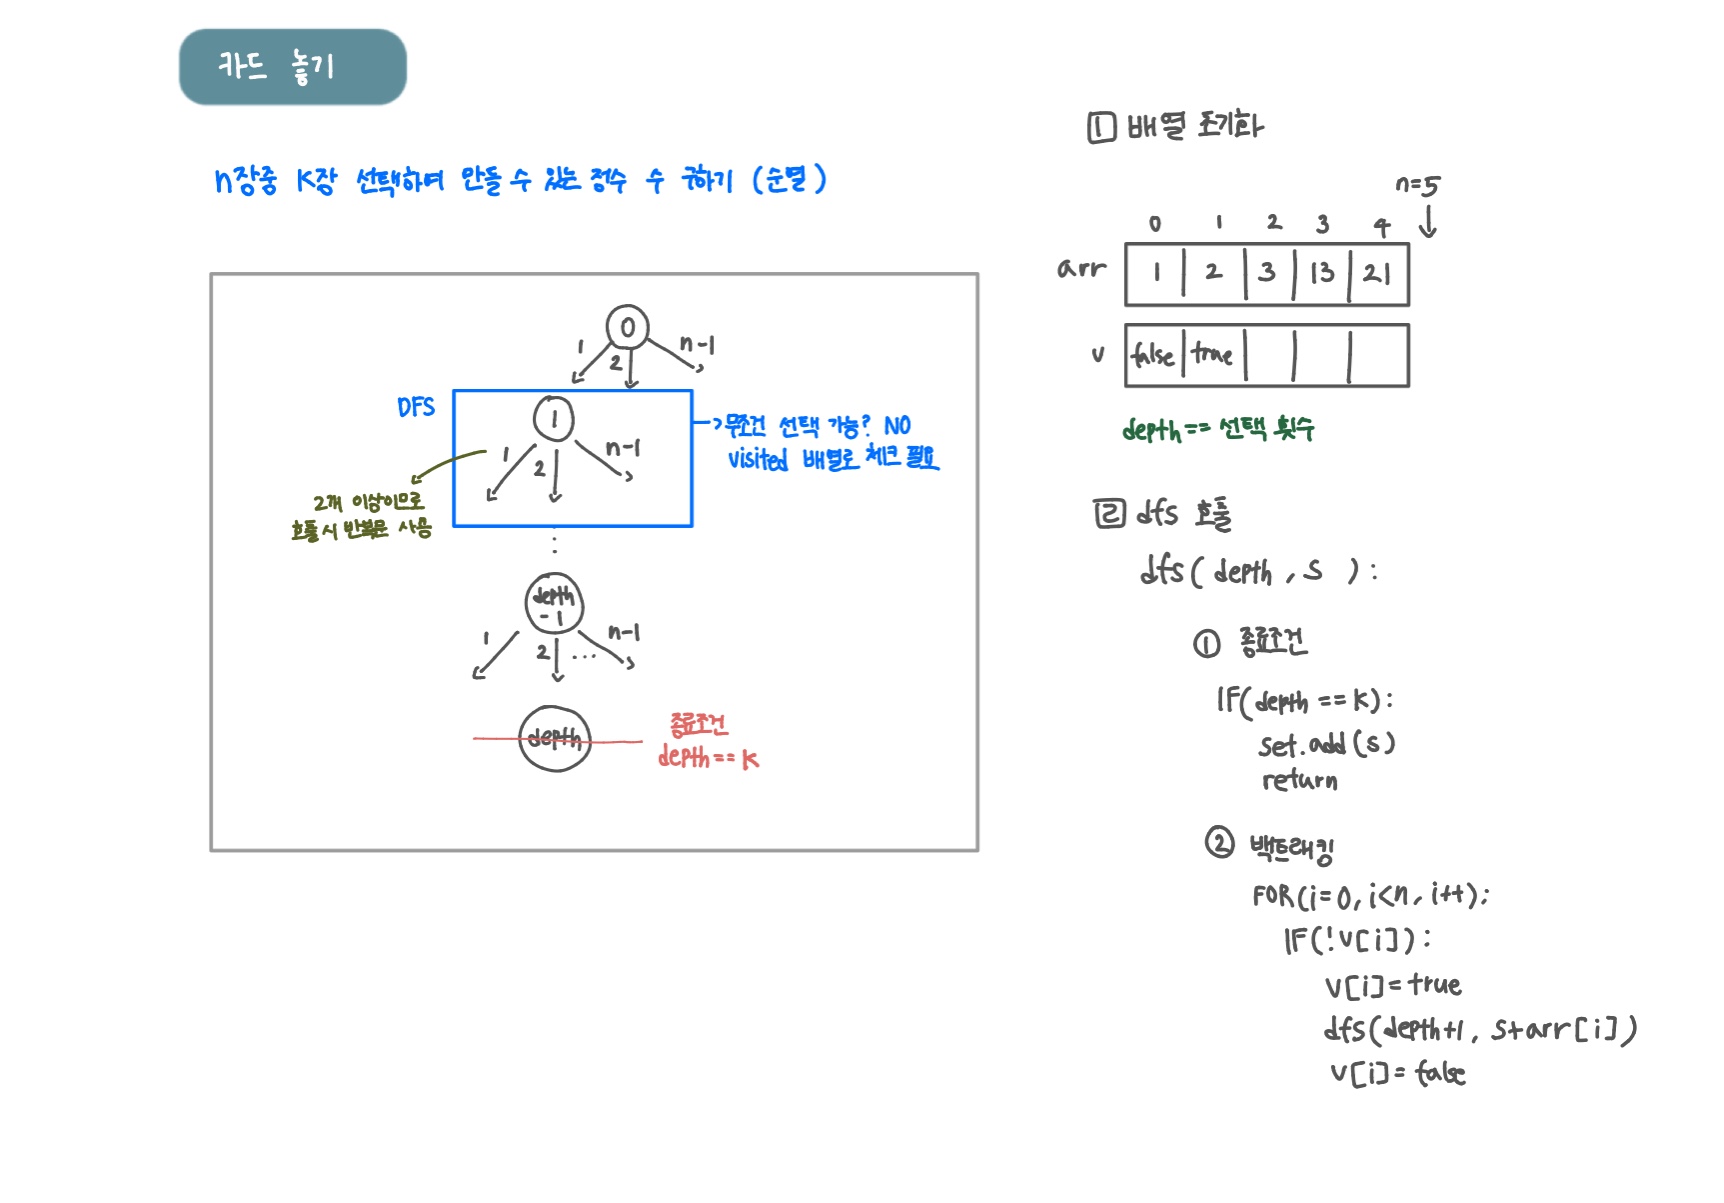 카드 놓기
n장중 K장 선택하여 만들 수 있는 정수 수 구하기 (순열)
0
1
2
n-1
DFS
1
1
2
n-1
→무조건 선택 가능? NO
visited 배열로 체크 필요
2개 이상이므로
호출시 반복문 사용
depth
-1
1
2
...
n-1
depth
종료조건
depth == K
1 배열 초기화
n=5
0 1 2 3 4
arr 1 2 3 13 21
v false true
depth == 선택 횟수
2 dfs 호출
dfs( depth , s ):
① 종료조건
IF(depth == K):
set.add(s)
return
② 백트래킹
FOR(i=0, i<n, i++):
IF(!v[i]):
v[i]=true
dfs(depth+1, s+arr[i])
v[i]=false